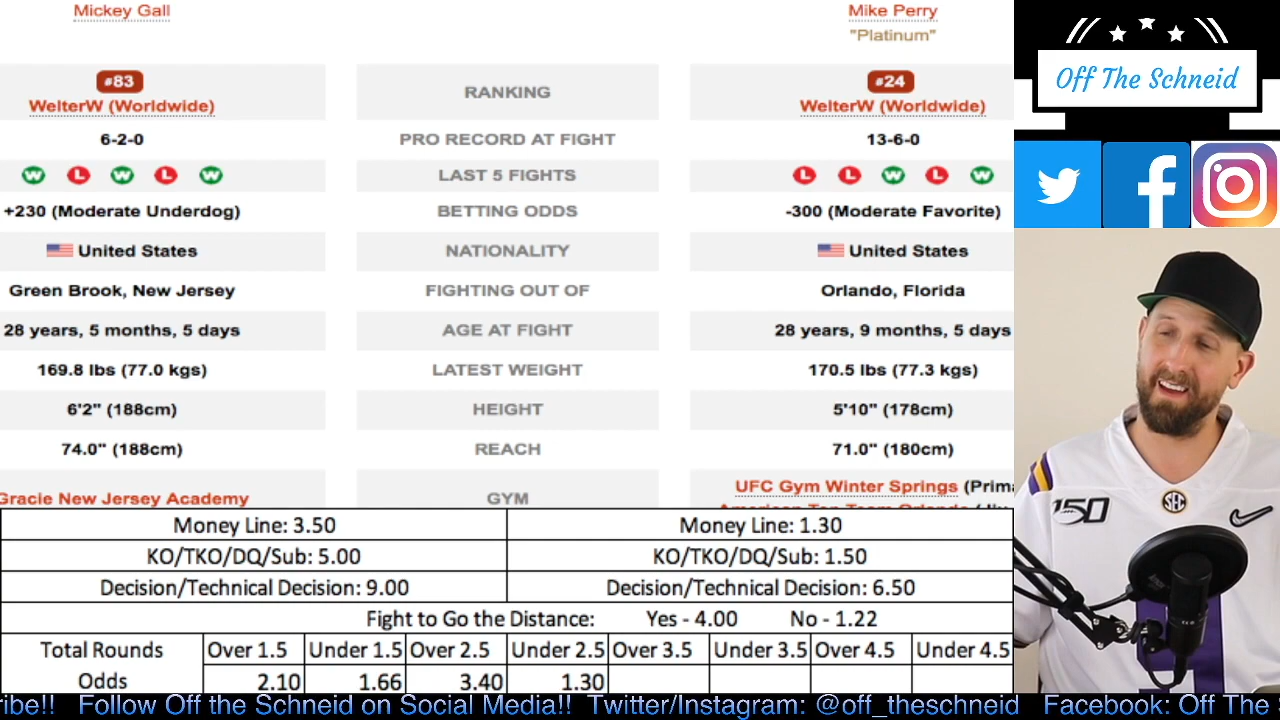 Mickey Gall
Mike Perry
"Platinum"
Off The Schneid
#83
WelterW (Worldwide)
RANKING
#24
WelterW (Worldwide)
6-2-0
PRO RECORD AT FIGHT
13-6-0
W L W L W
LAST 5 FIGHTS
L L W L W
+230 (Moderate Underdog)
BETTING ODDS
-300 (Moderate Favorite)
United States
NATIONALITY
United States
Green Brook, New Jersey
FIGHTING OUT OF
Orlando, Florida
28 years, 5 months, 5 days
AGE AT FIGHT
28 years, 9 months, 5 days
169.8 lbs (77.0 kgs)
LATEST WEIGHT
170.5 lbs (77.3 kgs)
6'2" (188cm)
HEIGHT
5'10" (178cm)
74.0" (188cm)
REACH
71.0" (180cm)
Gracie New Jersey Academy
GYM
UFC Gym Winter Springs (Prim
Money Line: 3.50
Money Line: 1.30
KO/TKO/DQ/Sub: 5.00
KO/TKO/DQ/Sub: 1.50
Decision/Technical Decision: 9.00
Decision/Technical Decision: 6.50
Fight to Go the Distance: Yes - 4.00 No - 1.22
Total Rounds Over 1.5 Under 1.5 Over 2.5 Under 2.5 Over 3.5 Under 3.5 Over 4.5 Under 4.5
Odds 2.10 1.66 3.40 1.30
150
SEC
ribe!! Follow Off the Schneid on Social Media!! Twitter/Instagram: @off_theschneid Facebook: Off The